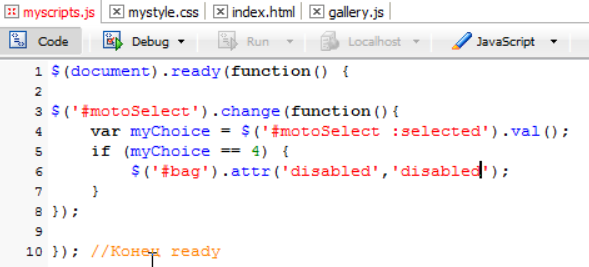 myscripts.js mystyle.css index.html gallery.js
Code Debug Run Localhost JavaScript
1 $(document).ready(function() {
2
3 $('#motoSelect').change(function(){
4 var myChoice = $('#motoSelect :selected').val();
5 if (myChoice == 4) {
6 $('#bag').attr('disabled','disabled');
7 }
8 });
9
10 }); //Конец ready